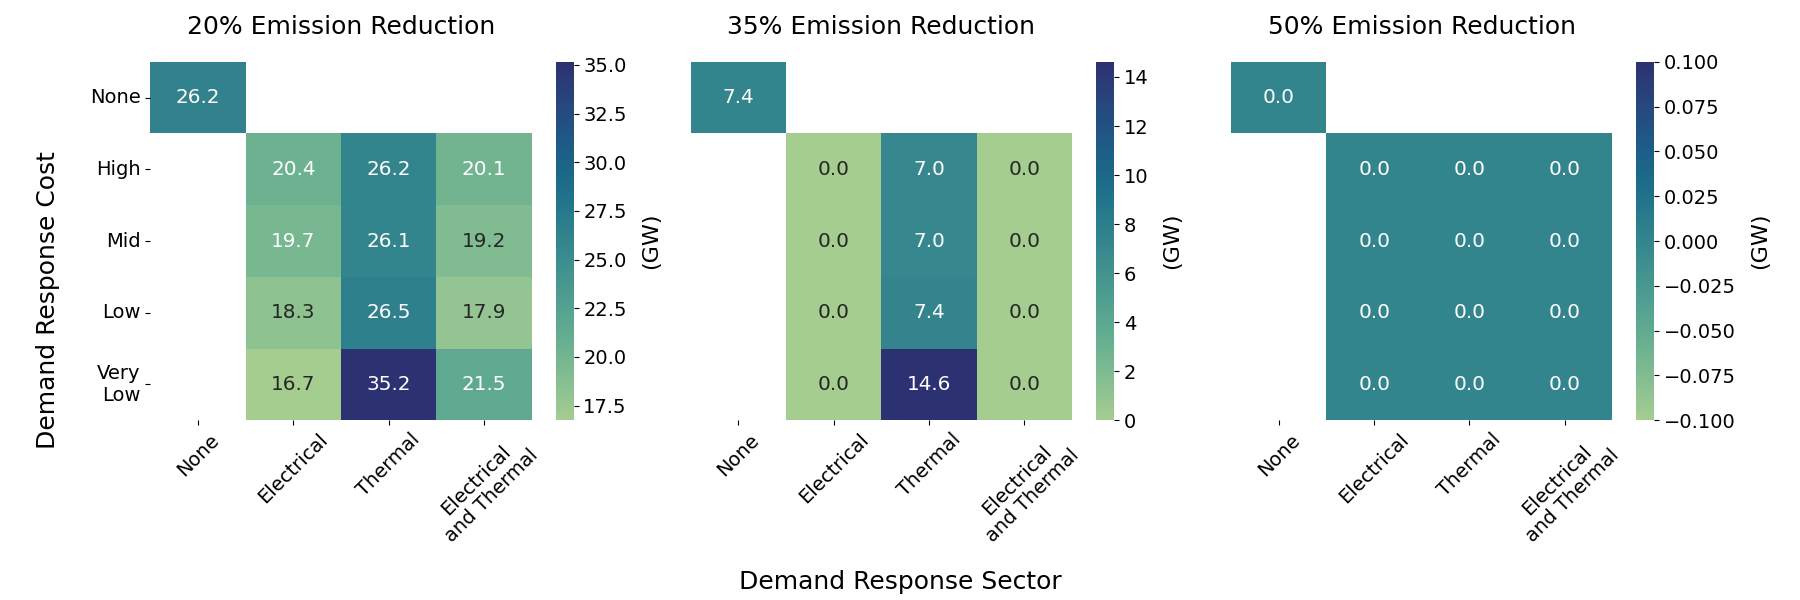 20% Emission Reduction
35% Emission Reduction
50% Emission Reduction
Demand Response Cost
None
High
Mid
Low
Very
Low
26.2
20.4 26.2 20.1
19.7 26.1 19.2
18.3 26.5 17.9
16.7 35.2 21.5
None
Electrical
Thermal
Electrical
and Thermal
35.0
32.5
30.0
27.5
25.0
22.5
20.0
17.5
(GW)
7.4
0.0 7.0 0.0
0.0 7.0 0.0
0.0 7.4 0.0
0.0 14.6 0.0
None
Electrical
Thermal
Electrical
and Thermal
14
12
10
8
6
4
2
0
(GW)
0.0
0.0 0.0 0.0
0.0 0.0 0.0
0.0 0.0 0.0
0.0 0.0 0.0
None
Electrical
Thermal
Electrical
and Thermal
0.100
0.075
0.050
0.025
0.000
−0.025
−0.050
−0.075
−0.100
(GW)
Demand Response Sector